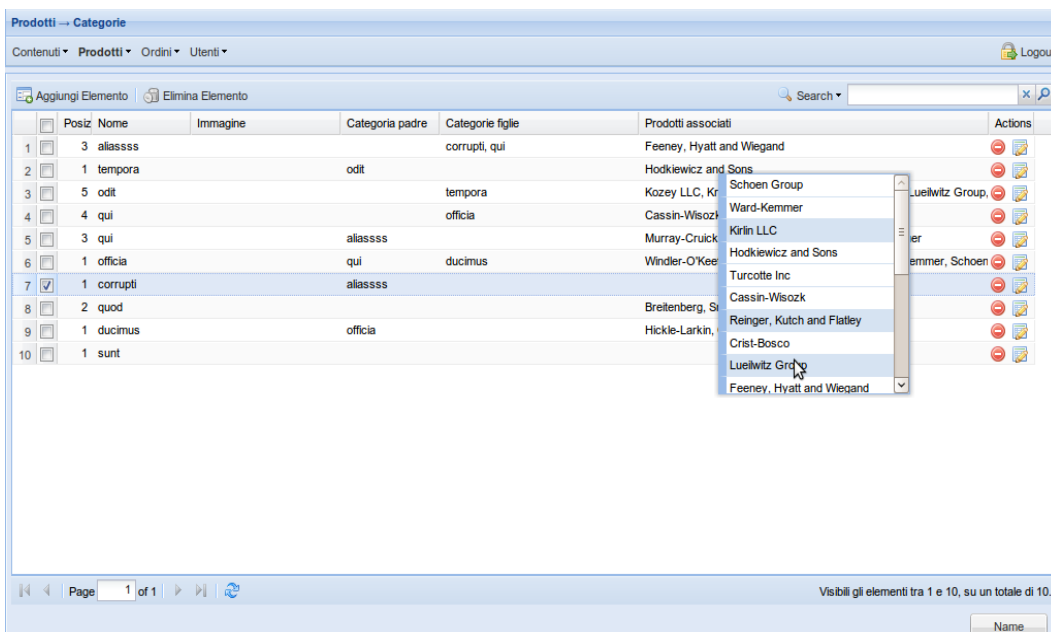 Prodotti → Categorie
Contenuti Prodotti Ordini Utenti Logou
Aggiungi Elemento Elimina Elemento Search
Posiz Nome Immagine Categoria padre Categorie figlie Prodotti associati Actions
1 3 aliassss corrupti, qui Feeney, Hyatt and Wiegand
2 1 tempora odit Hodkiewicz and Sons
3 5 odit tempora Kozey LLC, Kr Lueilwitz Group,
4 4 qui officia Cassin-Wisozk
5 3 qui aliassss Murray-Cruick er
6 1 officia qui ducimus Windler-O'Kee emmer, Schoen
7 1 corrupti aliassss
8 2 quod Breitenberg, S
9 1 ducimus officia Hickle-Larkin,
10 1 sunt
Schoen Group
Ward-Kemmer
Kirlin LLC
Hodkiewicz and Sons
Turcotte Inc
Cassin-Wisozk
Reinger, Kutch and Flatley
Crist-Bosco
Lueilwitz Group
Feeney, Hyatt and Wiegand
Page 1 of 1 Visibili gli elementi tra 1 e 10, su un totale di 10.
Name